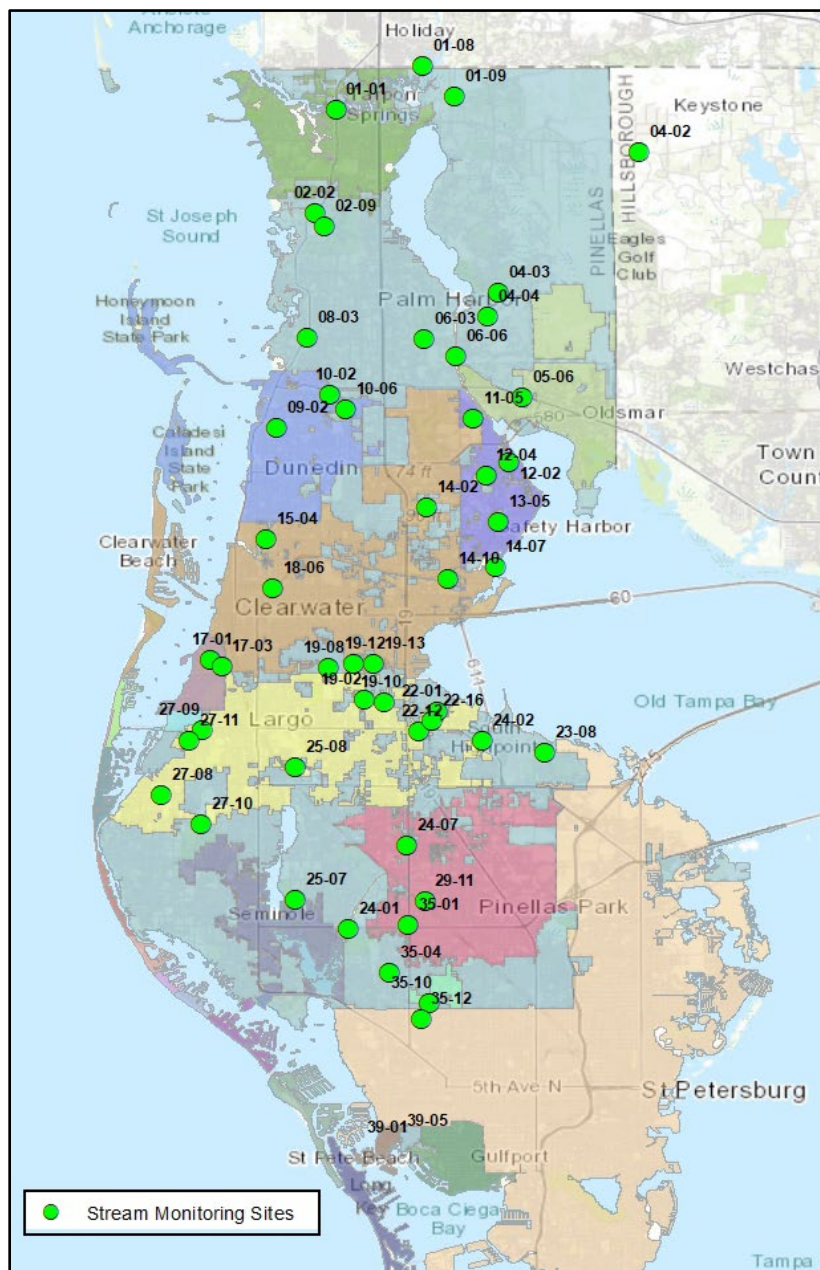 Anchorage
Holiday
01-08
01-09
01-01
Tarpon
Springs
Keystone
04-02
HILLSBOROUGH
PINELLAS
02-02
02-09
St Joseph
Sound
Eagles
Golf
Club
04-03
Palm Harbor
04-04
Honeymoon
Island
State Park
08-03
06-03
06-06
Westchas
10-02
10-06
05-06
09-02
11-05
580
Oldsmar
Caladesi
Island
State
Park
Dunedin
74 ft
12-04
12-02
Town
Count
14-02
13-05
Safety Harbor
15-04
Clearwater
Beach
14-10
14-07
18-06
Clearwater
19
60
17-01
17-03
19-08
19-12
19-13
19-02
19-10
611
22-01
22-16
Old Tampa Bay
27-09
27-11
Largo
22-12
24-02
23-08
South
Highpoint
25-08
27-08
27-10
24-07
25-07
29-11
Seminole
24-01
35-01
Pinellas Park
35-04
35-10
35-12
5th Ave N
St Petersburg
39-01
39-05
St Pete Beach
Gulfport
Long
Key
Boca Ciega
Bay
Stream Monitoring Sites
Tampa